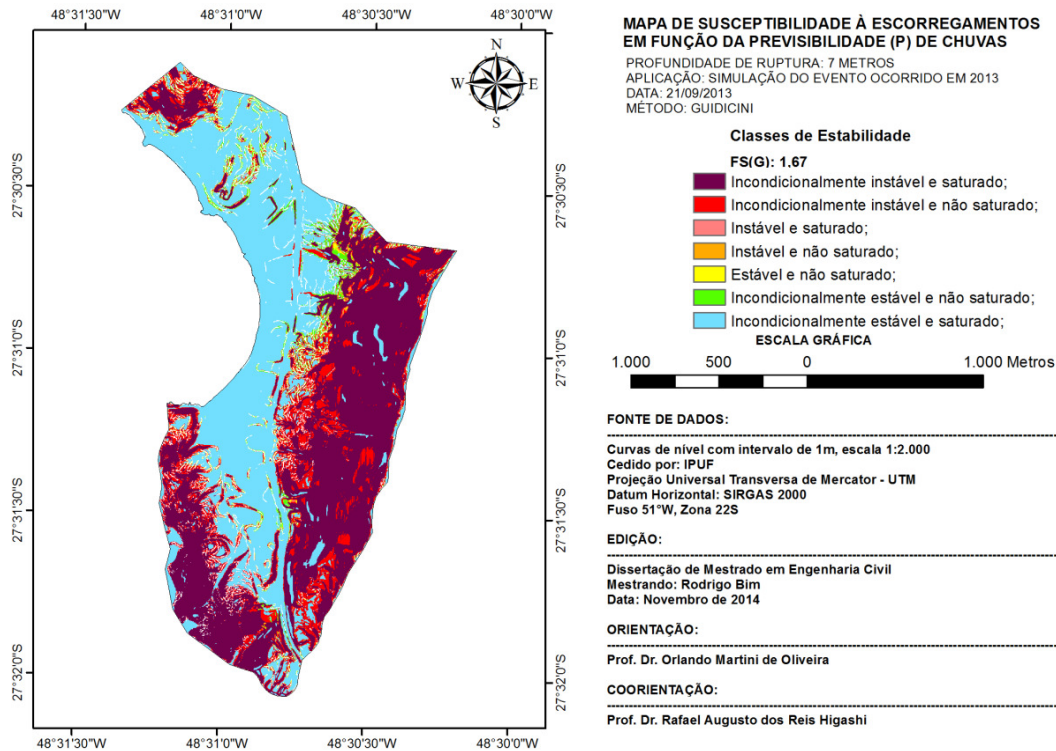 48°31'30"W 48°31'0"W 48°30'30"W 48°30'0"W
N
W E
S
27°30'30"S
27°31'0"S
27°31'30"S
27°32'0"S
27°30'30"S
27°31'0"S
27°31'30"S
27°32'0"S
48°31'30"W 48°31'0"W 48°30'30"W 48°30'0"W
MAPA DE SUSCEPTIBILIDADE À ESCORREGAMENTOS
EM FUNÇÃO DA PREVISIBILIDADE (P) DE CHUVAS
PROFUNDIDADE DE RUPTURA: 7 METROS
APLICAÇÃO: SIMULAÇÃO DO EVENTO OCORRIDO EM 2013
DATA: 21/09/2013
MÉTODO: GUIDICINI
Classes de Estabilidade
FS(G): 1.67
Incondicionalmente instável e saturado;
Incondicionalmente instável e não saturado;
Instável e saturado;
Instável e não saturado;
Estável e não saturado;
Incondicionalmente estável e não saturado;
Incondicionalmente estável e saturado;
ESCALA GRÁFICA
1.000 500 0 1.000 Metros
FONTE DE DADOS:
Curvas de nível com intervalo de 1m, escala 1:2.000
Cedido por: IPUF
Projeção Universal Transversa de Mercator - UTM
Datum Horizontal: SIRGAS 2000
Fuso 51°W, Zona 22S
EDIÇÃO:
Dissertação de Mestrado em Engenharia Civil
Mestrando: Rodrigo Bim
Data: Novembro de 2014
ORIENTAÇÃO:
Prof. Dr. Orlando Martini de Oliveira
COORIENTAÇÃO:
Prof. Dr. Rafael Augusto dos Reis Higashi